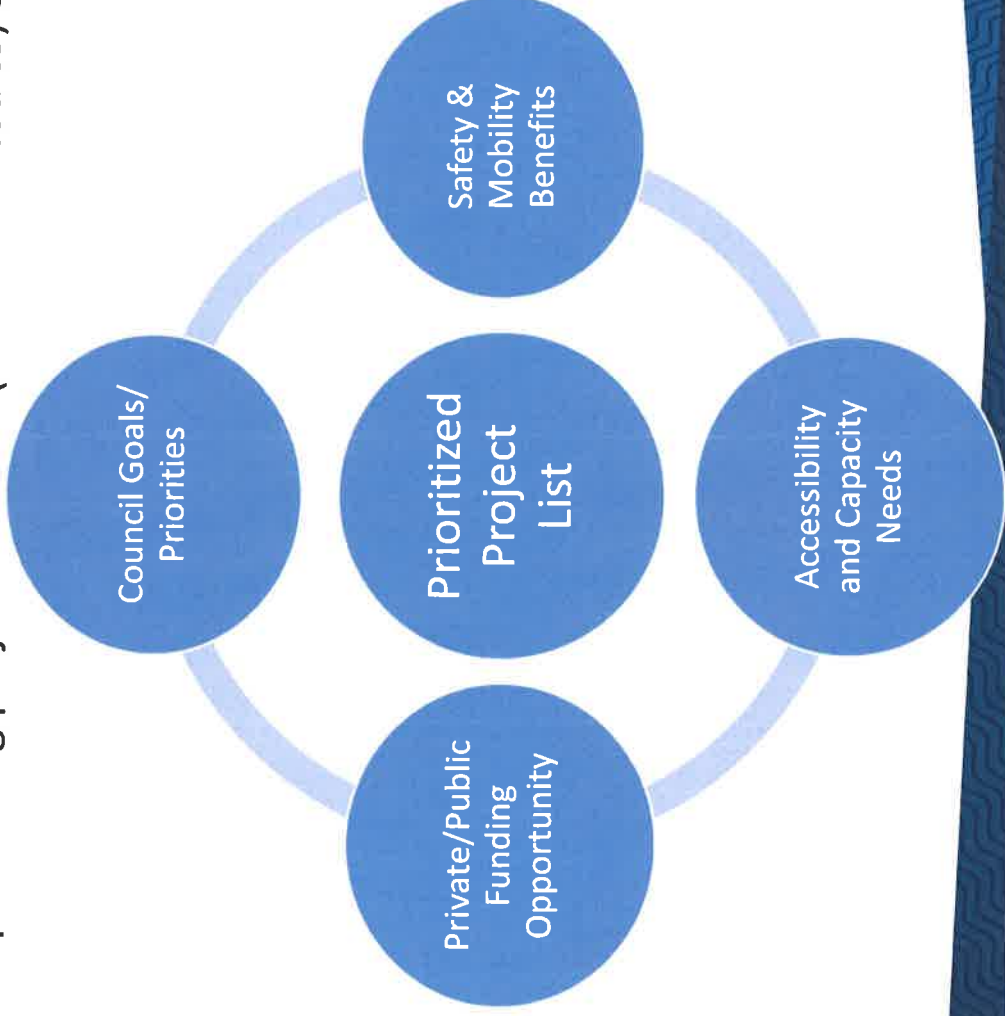 Council Goals/
Priorities
Safety &
Mobility
Benefits
Prioritized
Project
List
Private/Public
Funding
Opportunity
Accessibility
and Capacity
Needs